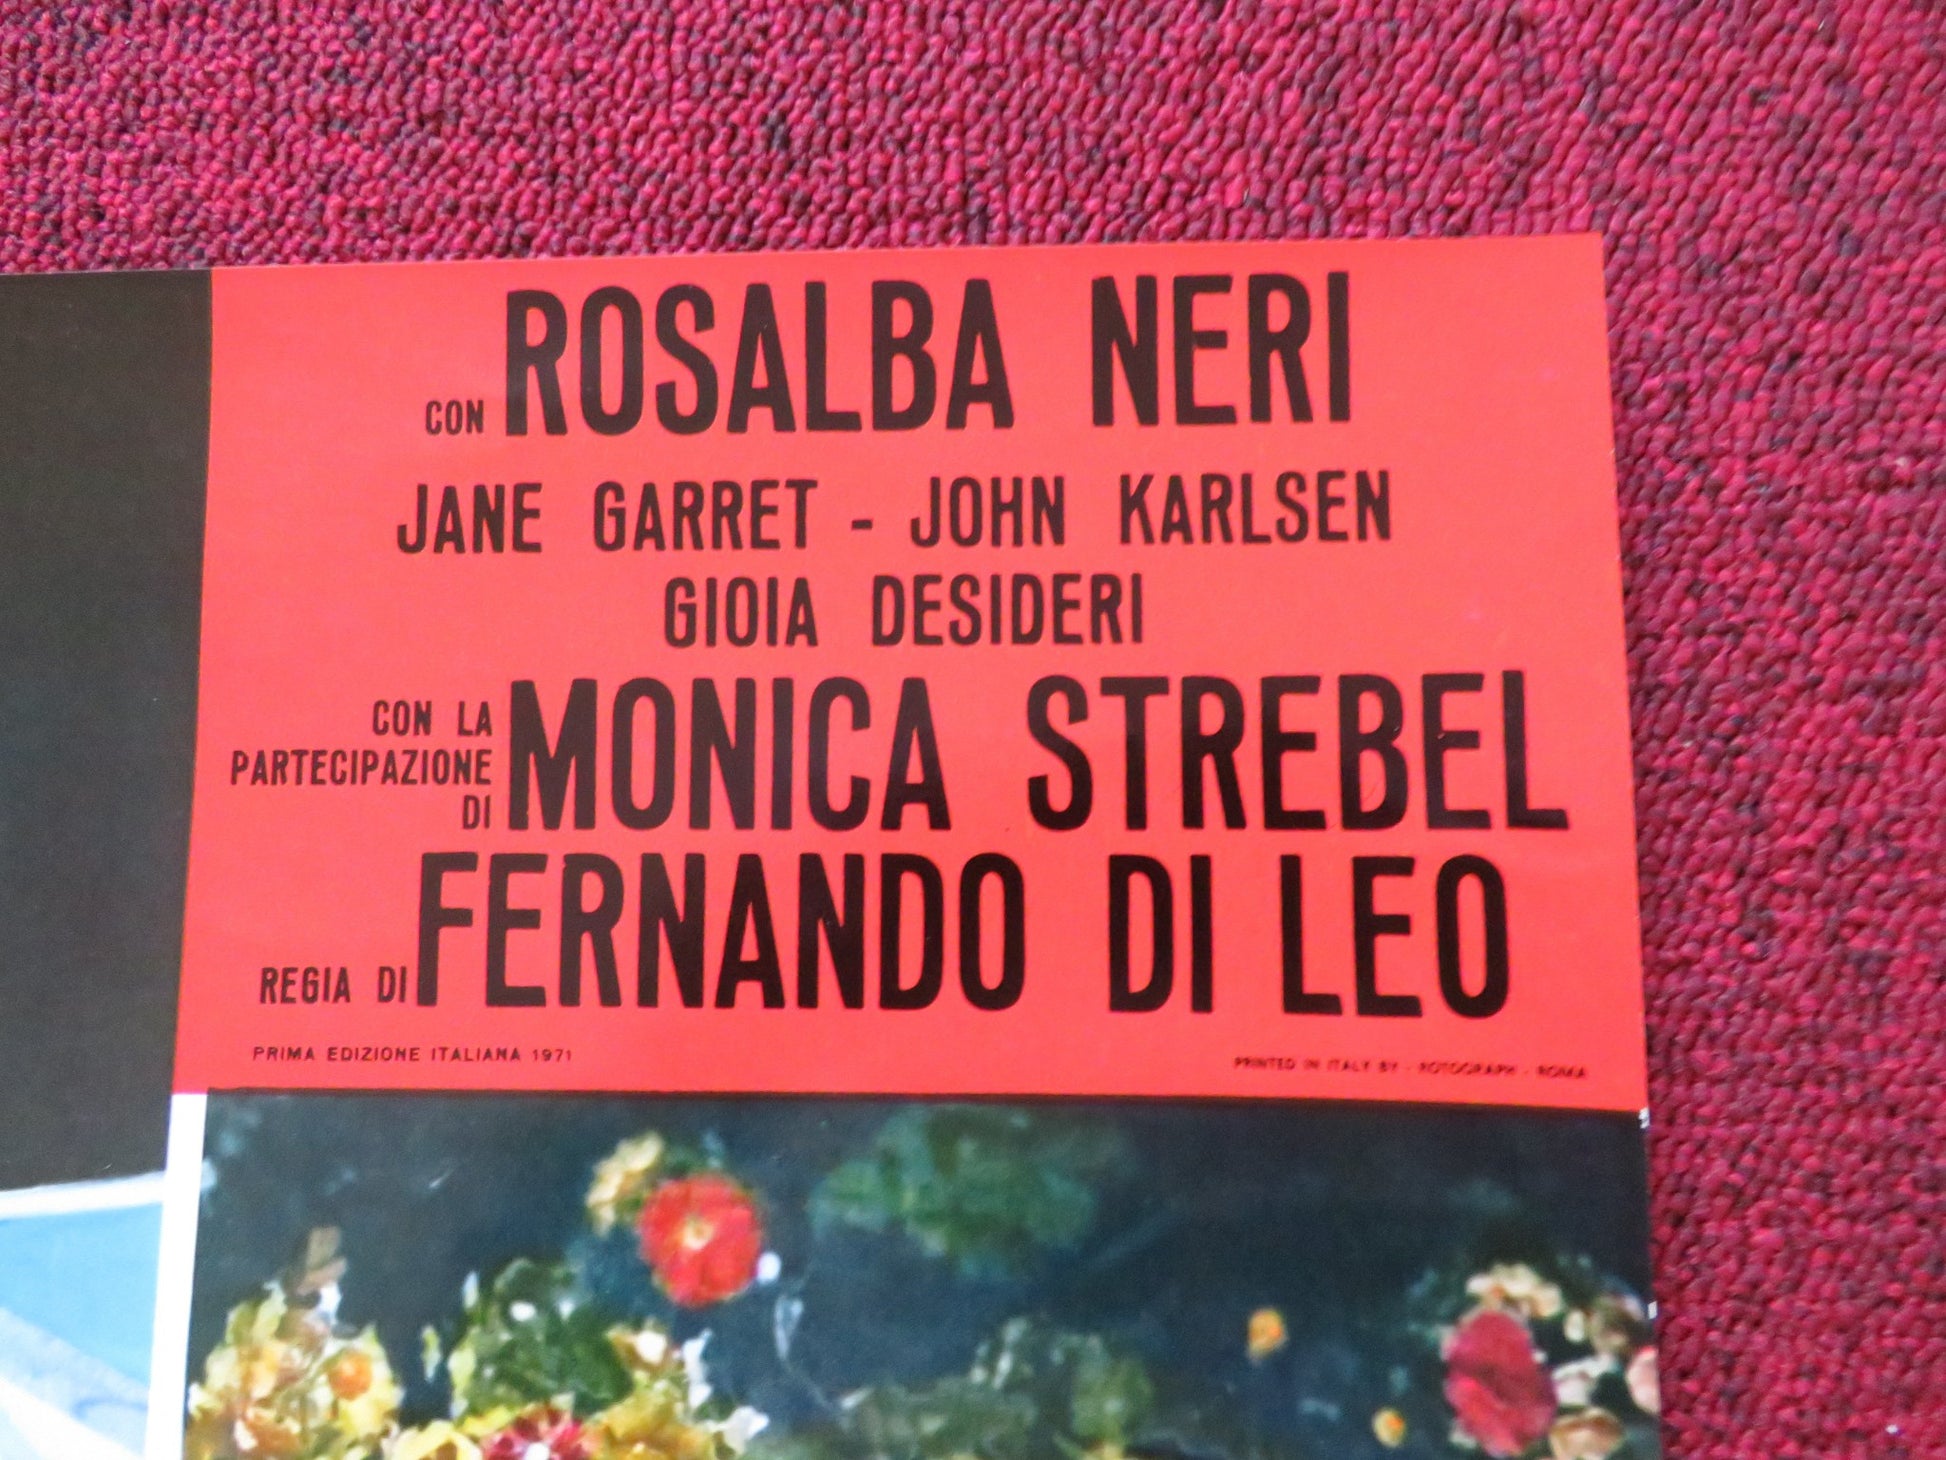 CON ROSALBA NERI
JANE GARRET - JOHN KARLSEN
GIOIA DESIDERI
CON LA
PARTECIPAZIONE
DI MONICA STREBEL
REGIA DI FERNANDO DI LEO
PRIMA EDIZIONE ITALIANA 1971
PRINTED IN ITALY BY - ROTOGRAPH - ROMA